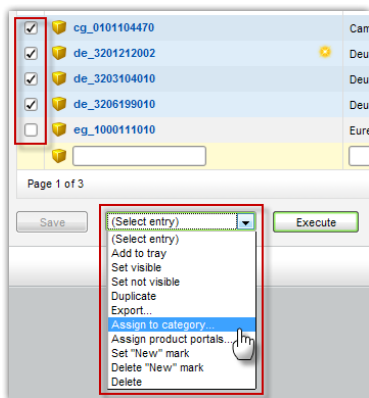 cg_0101104470 Cam
de_3201212002 Deu
de_3203104010 Deu
de_3206199010 Deu
eg_1000111010 Eure
Page 1 of 3
Save (Select entry) Execute
(Select entry)
Add to tray
Set visible
Set not visible
Duplicate
Export...
Assign to category...
Assign product portals...
Set "New" mark
Delete "New" mark
Delete